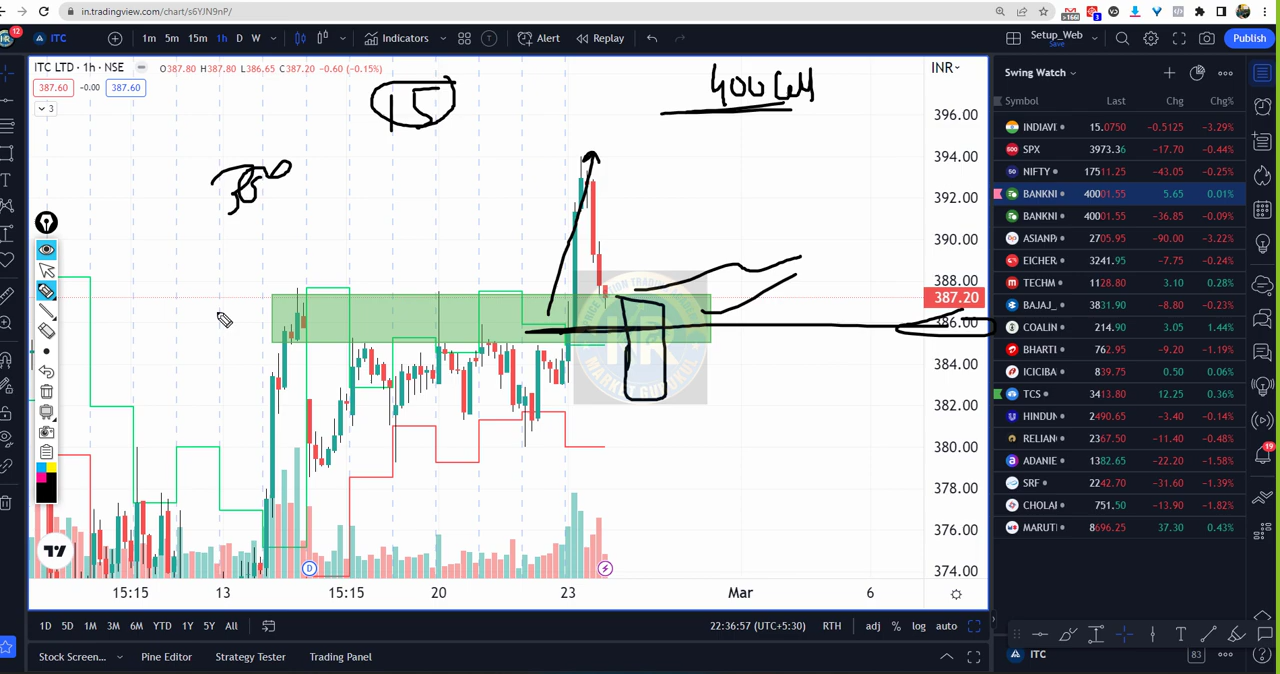 in.tradingview.com/chart/s6YJN9nP/
>166
3
12
ITC
1m 5m 15m 1h D W
Indicators
Alert
Replay
Setup_Web
Save
Publish
ITC LTD · 1h · NSE
O387.80 H387.80 L386.65 C387.20 -0.60 (-0.15%)
387.60 -0.00 387.60
3
INR
15
400
396.00
394.00
392.00
390.00
388.00
387.20
386.00
384.00
382.00
380.00
378.00
376.00
374.00
MARKET GURUKUL
D
15:15 13 15:15 20 23 Mar 6
1D 5D 1M 3M 6M YTD 1Y 5Y All
22:36:57 (UTC+5:30) RTH adj % log auto
Stock Screen... Pine Editor Strategy Tester Trading Panel
Swing Watch
Symbol Last Chg Chg%
INDIAVI 15.0750 -0.5125 -3.29%
SPX 3973.36 -17.70 -0.44%
NIFTY 17511.25 -43.05 -0.25%
BANKNI 40001.55 5.65 0.01%
BANKNI 40001.55 -36.85 -0.09%
ASIANP 2705.95 -90.00 -3.22%
EICHER 3241.95 -7.75 -0.24%
TECHM 1128.80 3.10 0.28%
BAJAJ_ 3831.90 -8.80 -0.23%
COALIN 214.90 3.05 1.44%
BHARTI 762.95 -9.20 -1.19%
ICICIBA 839.75 0.50 0.06%
TCS 3413.80 12.25 0.36%
HINDUN 2490.65 -3.40 -0.14%
RELIAN 2367.50 -11.40 -0.48%
ADANIE 1382.65 -22.20 -1.58%
SRF 2242.70 -31.60 -1.39%
CHOLAI 751.50 -13.90 -1.82%
MARUT 8696.25 37.30 0.43%
ITC 83
19